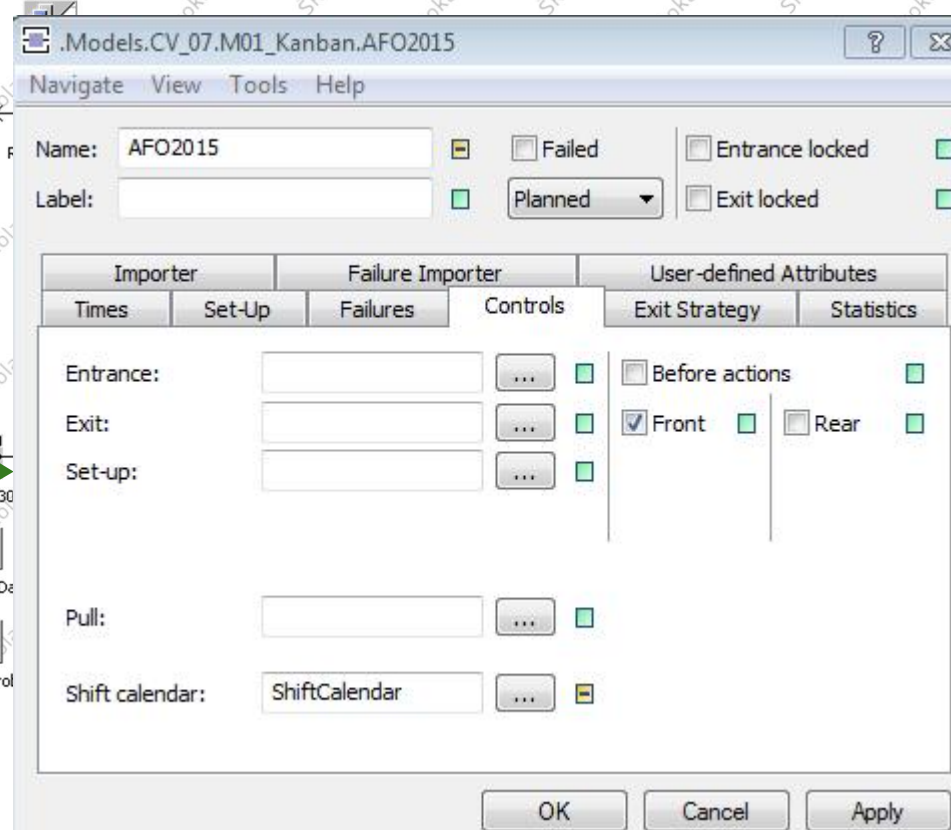 .Models.CV_07.M01_Kanban.AFO2015
Navigate View Tools Help
Name: AFO2015 Failed Entrance locked
Label: Planned Exit locked
Importer Failure Importer User-defined Attributes
Times Set-Up Failures Controls Exit Strategy Statistics
Entrance: ... Before actions
Exit: ... Front Rear
Set-up: ...
Pull: ...
Shift calendar: ShiftCalendar ...
OK Cancel Apply